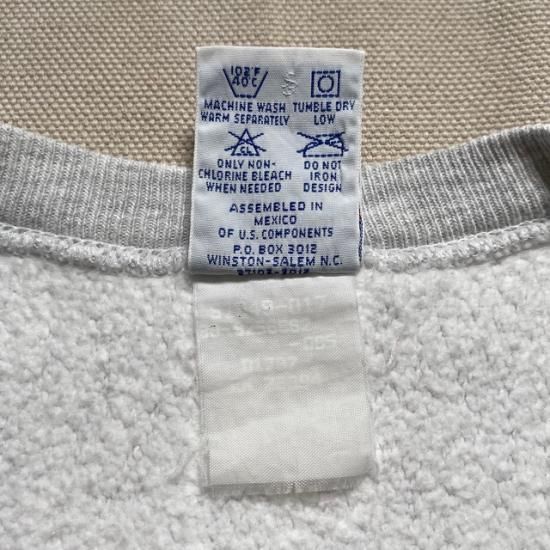 102°F
40°C
MACHINE WASH
WARM SEPARATELY
TUMBLE DRY
LOW
CL
ONLY NON-
CHLORINE BLEACH
WHEN NEEDED
DO NOT
IRON
DESIGN
ASSEMBLED IN
MEXICO
OF U.S. COMPONENTS
P.O. BOX 3012
WINSTON-SALEM N.C.